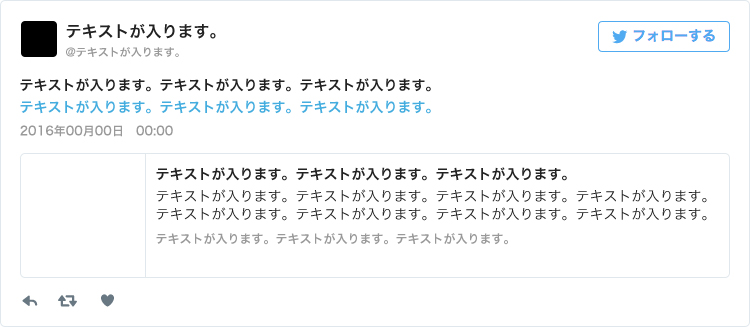 テキストが入ります。
@テキストが入ります。
フォローする
テキストが入ります。テキストが入ります。テキストが入ります。
テキストが入ります。テキストが入ります。テキストが入ります。
2016年00月00日　00:00
テキストが入ります。テキストが入ります。テキストが入ります。
テキストが入ります。テキストが入ります。テキストが入ります。テキストが入ります。
テキストが入ります。テキストが入ります。テキストが入ります。テキストが入ります。
テキストが入ります。テキストが入ります。テキストが入ります。